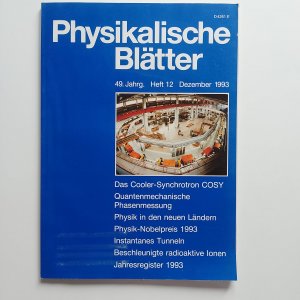 Physikalische
Blätter
49. Jahrg. Heft 12 Dezember 1993
Das Cooler-Synchrotron COSY
Quantenmechanische
Phasenmessung
Physik in den neuen Ländern
Physik-Nobelpreis 1993
Instantanes Tunneln
Beschleunigte radioaktive Ionen
Jahresregister 1993